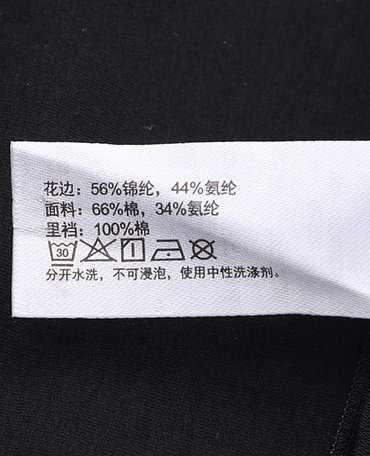 花边：56%锦纶，44%氨纶
面料：66%棉，34%氨纶
里裆：100%棉
30
分开水洗，不可浸泡，使用中性洗涤剂。